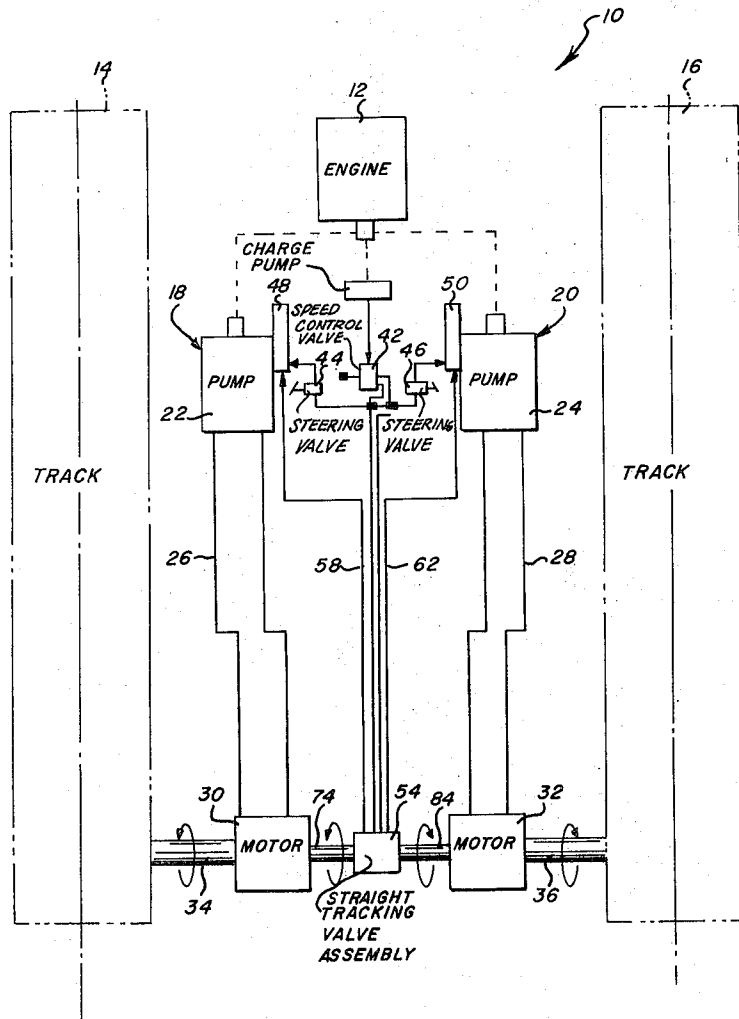 10
14
16
12
ENGINE
CHARGE
PUMP
18
48
SPEED
CONTROL
VALVE
42
50
20
44
46
PUMP
PUMP
22
24
STEERING
VALVE
STEERING
VALVE
TRACK
TRACK
26
58
62
28
30
74
54
84
32
MOTOR
MOTOR
34
36
STRAIGHT
TRACKING
VALVE
ASSEMBLY